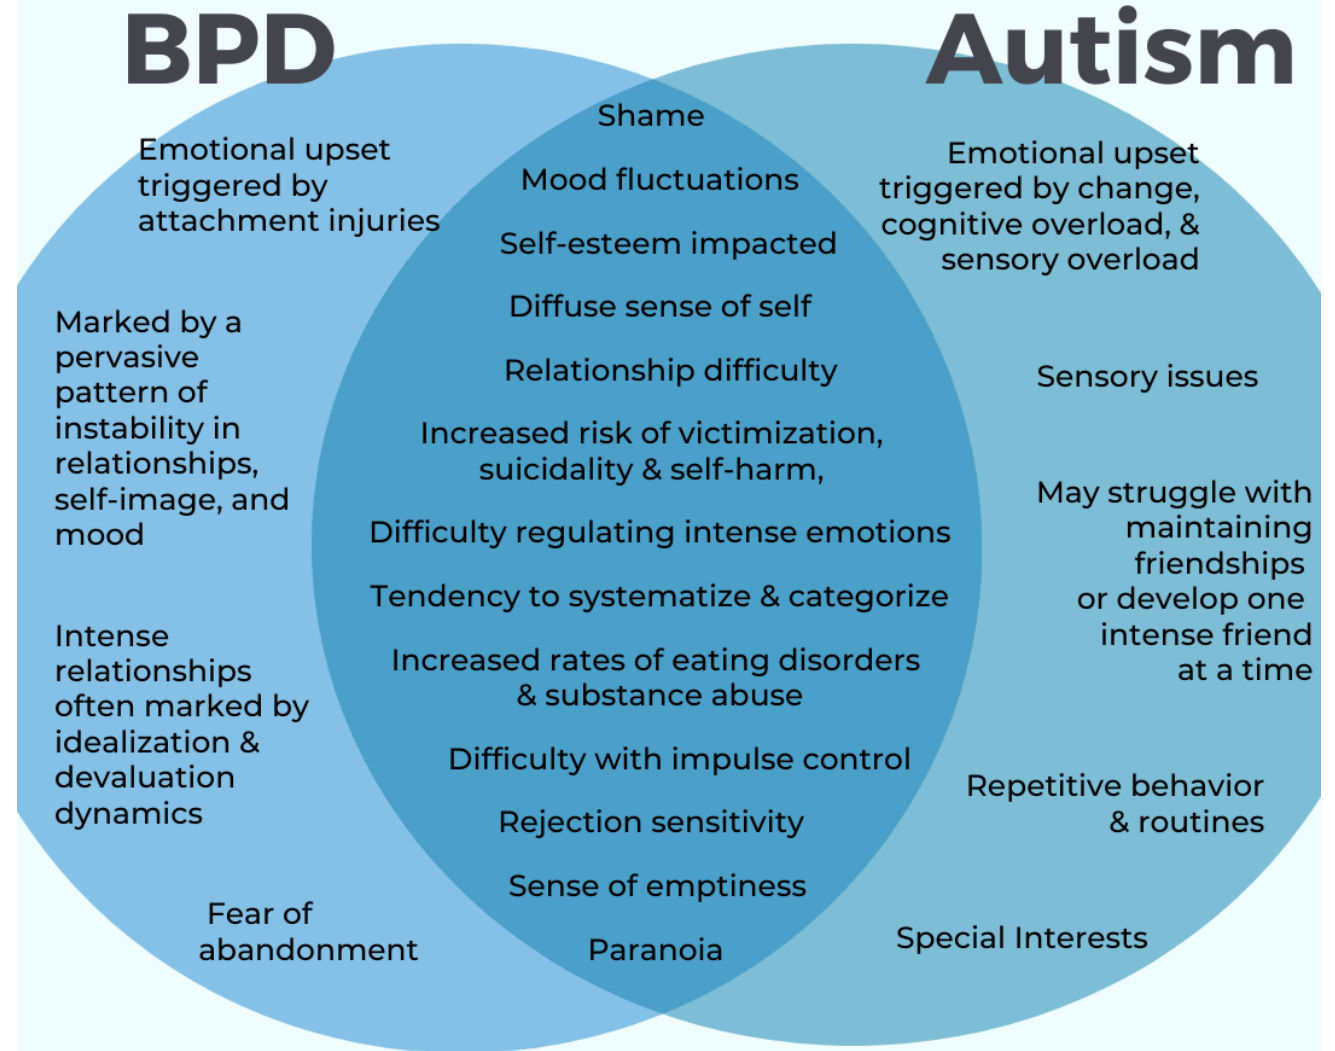 BPD
Autism
Emotional upset
triggered by
attachment injuries
Marked by a
pervasive
pattern of
instability in
relationships,
self-image, and
mood
Intense
relationships
often marked by
idealization &
devaluation
dynamics
Fear of
abandonment
Shame
Mood fluctuations
Self-esteem impacted
Diffuse sense of self
Relationship difficulty
Increased risk of victimization,
suicidality & self-harm,
Difficulty regulating intense emotions
Tendency to systematize & categorize
Increased rates of eating disorders
& substance abuse
Difficulty with impulse control
Rejection sensitivity
Sense of emptiness
Paranoia
Emotional upset
triggered by change,
cognitive overload, &
sensory overload
Sensory issues
May struggle with
maintaining
friendships
or develop one
intense friend
at a time
Repetitive behavior
& routines
Special Interests